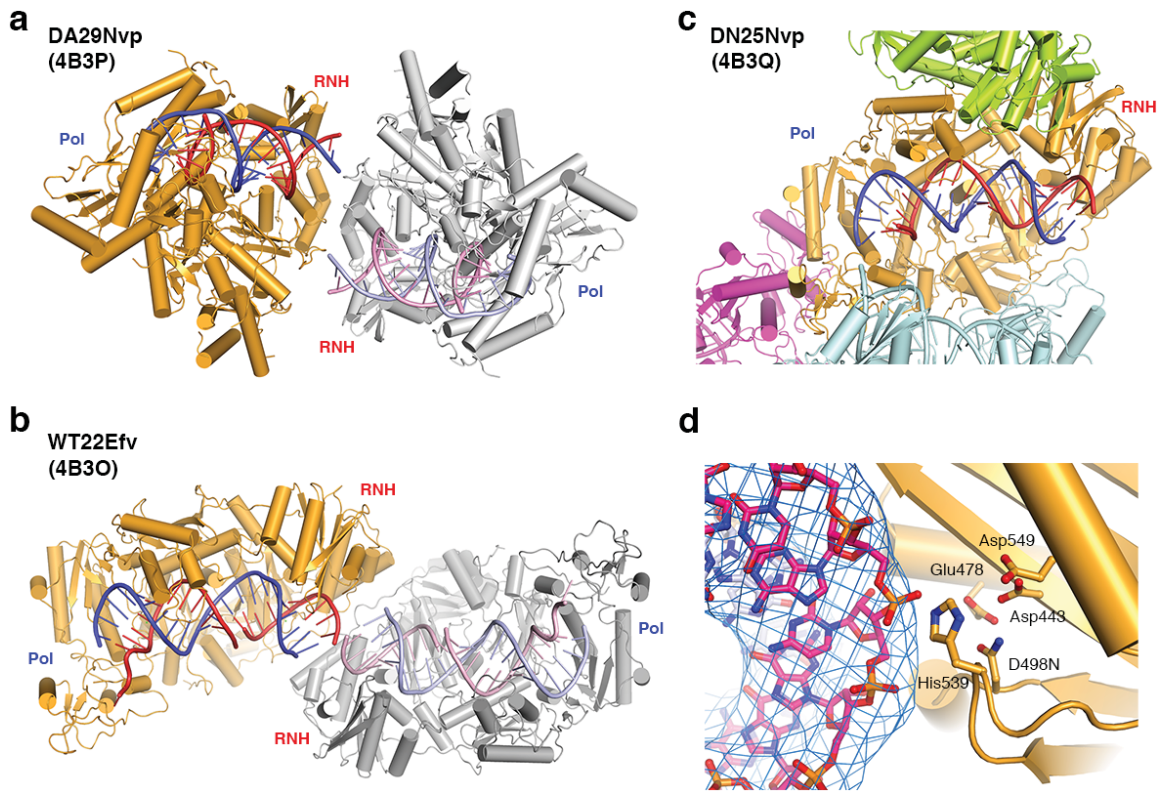 a
DA29Nvp
(4B3P)
RNH
Pol
Pol
RNH
b
WT22Efv
(4B3O)
RNH
Pol
Pol
RNH
c
DN25Nvp
(4B3Q)
RNH
Pol
d
Asp549
Glu478
Asp443
D498N
His539